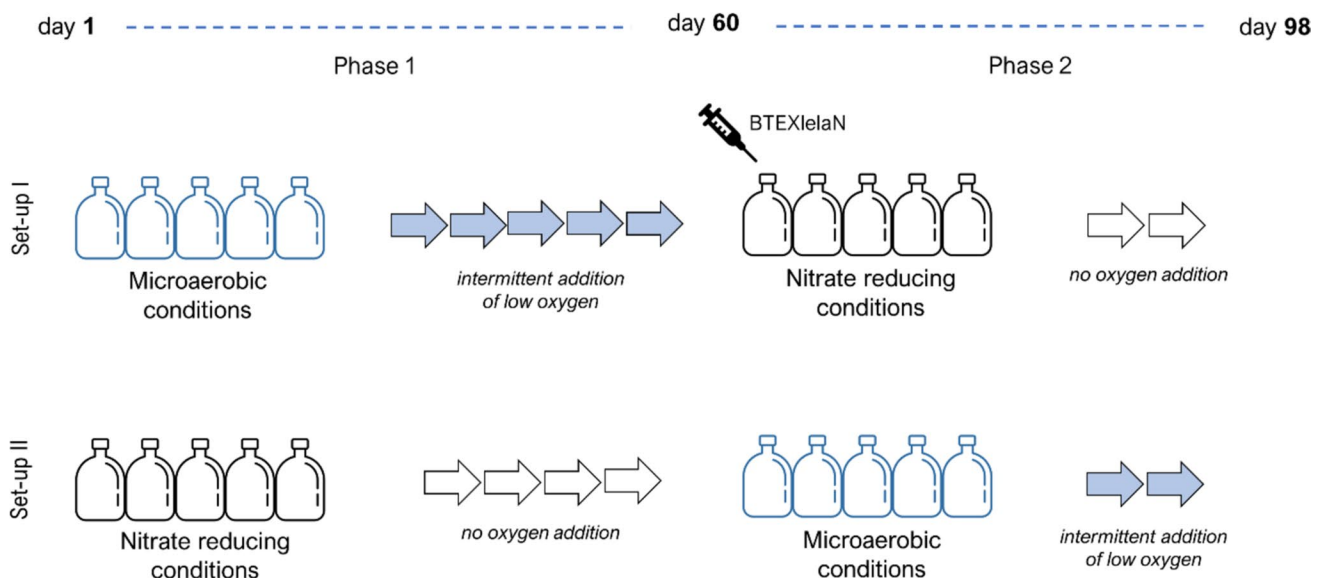 day 1
day 60
day 98
Phase 1
Phase 2
BTEXIeIaN
Set-up I
Microaerobic
conditions
intermittent addition
of low oxygen
Nitrate reducing
conditions
no oxygen addition
Set-up II
Nitrate reducing
conditions
no oxygen addition
Microaerobic
conditions
intermittent addition
of low oxygen